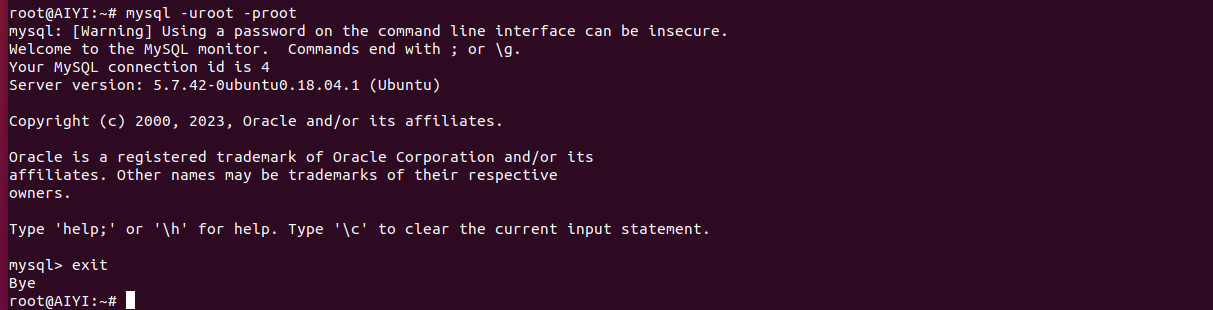 root@AIYI:~# mysql -uroot -proot
mysql: [Warning] Using a password on the command line interface can be insecure.
Welcome to the MySQL monitor.  Commands end with ; or \g.
Your MySQL connection id is 4
Server version: 5.7.42-0ubuntu0.18.04.1 (Ubuntu)
Copyright (c) 2000, 2023, Oracle and/or its affiliates.
Oracle is a registered trademark of Oracle Corporation and/or its
affiliates. Other names may be trademarks of their respective
owners.
Type 'help;' or '\h' for help. Type '\c' to clear the current input statement.
mysql> exit
Bye
root@AIYI:~#